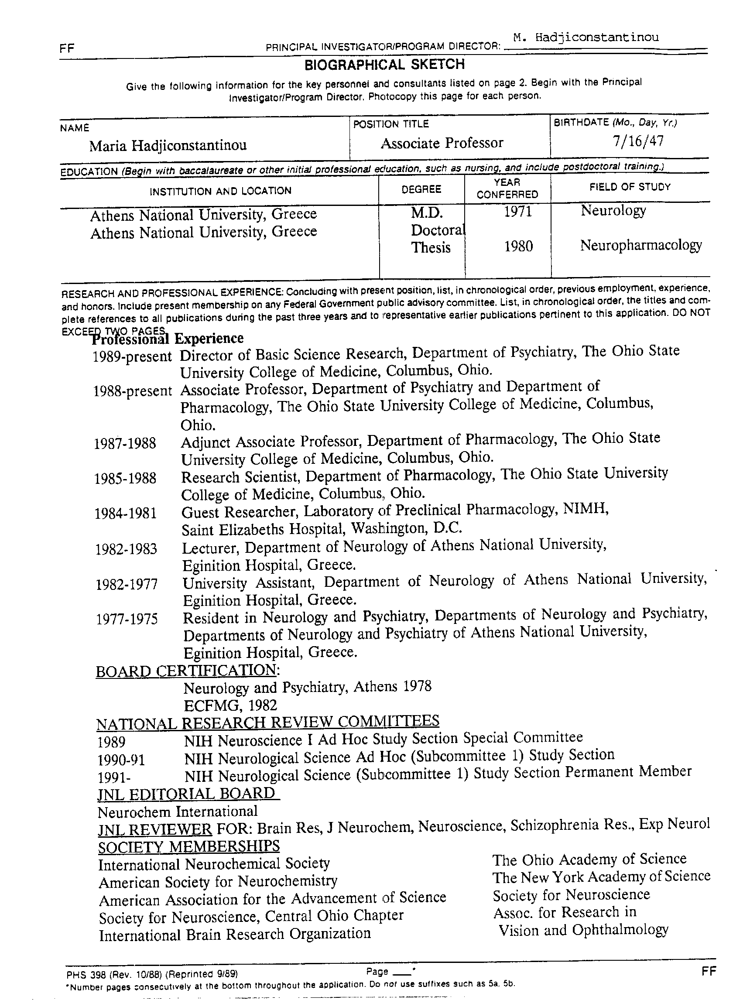 M. Hadjiconstantinou
FF PRINCIPAL INVESTIGATOR/PROGRAM DIRECTOR:
BIOGRAPHICAL SKETCH
Give the following information for the key personnel and consultants listed on page 2. Begin with the Principal
Investigator/Program Director. Photocopy this page for each person.
NAME POSITION TITLE BIRTHDATE (Mo., Day, Yr.)
Maria Hadjiconstantinou Associate Professor 7/16/47
EDUCATION (Begin with baccalaureate or other initial professional education, such as nursing, and include postdoctoral training.)
INSTITUTION AND LOCATION DEGREE YEAR CONFERRED FIELD OF STUDY
Athens National University, Greece M.D. 1971 Neurology
Athens National University, Greece Doctoral
Thesis 1980 Neuropharmacology
RESEARCH AND PROFESSIONAL EXPERIENCE: Concluding with present position, list, in chronological order, previous employment, experience,
and honors. Include present membership on any Federal Government public advisory committee. List, in chronological order, the titles and com-
plete references to all publications during the past three years and to representative earlier publications pertinent to this application. DO NOT
EXCEED TWO PAGES.
Professional Experience
1989-present Director of Basic Science Research, Department of Psychiatry, The Ohio State
University College of Medicine, Columbus, Ohio.
1988-present Associate Professor, Department of Psychiatry and Department of
Pharmacology, The Ohio State University College of Medicine, Columbus,
Ohio.
1987-1988 Adjunct Associate Professor, Department of Pharmacology, The Ohio State
University College of Medicine, Columbus, Ohio.
1985-1988 Research Scientist, Department of Pharmacology, The Ohio State University
College of Medicine, Columbus, Ohio.
1984-1981 Guest Researcher, Laboratory of Preclinical Pharmacology, NIMH,
Saint Elizabeths Hospital, Washington, D.C.
1982-1983 Lecturer, Department of Neurology of Athens National University,
Eginition Hospital, Greece.
1982-1977 University Assistant, Department of Neurology of Athens National University,
Eginition Hospital, Greece.
1977-1975 Resident in Neurology and Psychiatry, Departments of Neurology and Psychiatry,
Departments of Neurology and Psychiatry of Athens National University,
Eginition Hospital, Greece.
BOARD CERTIFICATION:
Neurology and Psychiatry, Athens 1978
ECFMG, 1982
NATIONAL RESEARCH REVIEW COMMITTEES
1989 NIH Neuroscience I Ad Hoc Study Section Special Committee
1990-91 NIH Neurological Science Ad Hoc (Subcommittee 1) Study Section
1991- NIH Neurological Science (Subcommittee 1) Study Section Permanent Member
JNL EDITORIAL BOARD
Neurochem International
JNL REVIEWER FOR: Brain Res, J Neurochem, Neuroscience, Schizophrenia Res., Exp Neurol
SOCIETY MEMBERSHIPS
International Neurochemical Society The Ohio Academy of Science
American Society for Neurochemistry The New York Academy of Science
American Association for the Advancement of Science Society for Neuroscience
Society for Neuroscience, Central Ohio Chapter Assoc. for Research in
International Brain Research Organization Vision and Ophthalmology
PHS 398 (Rev. 10/88) (Reprinted 9/89) Page ___* FF
*Number pages consecutively at the bottom throughout the application. Do not use suffixes such as 5a, 5b.